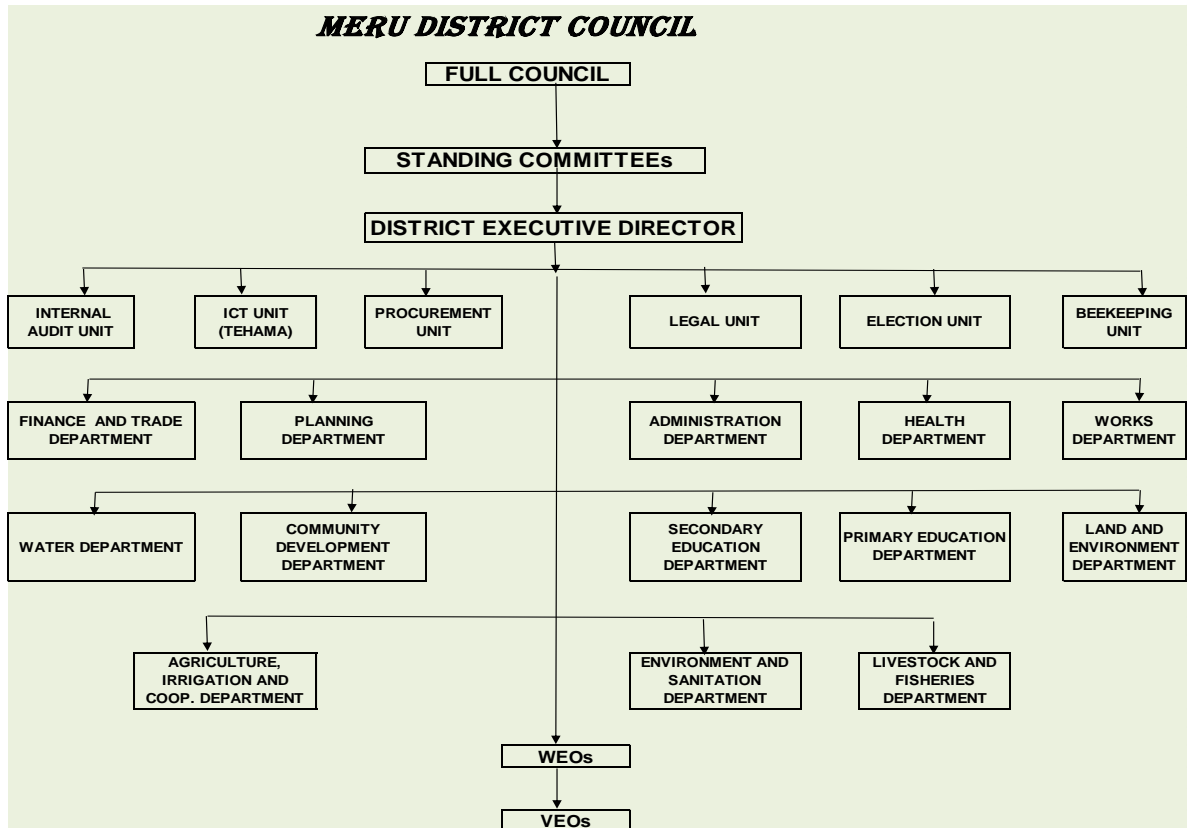 MERU DISTRICT COUNCIL
FULL COUNCIL
STANDING COMMITTEEs
DISTRICT EXECUTIVE DIRECTOR
INTERNAL
AUDIT UNIT
ICT UNIT
(TEHAMA)
PROCUREMENT
UNIT
LEGAL UNIT
ELECTION UNIT
BEEKEEPING
UNIT
FINANCE AND TRADE
DEPARTMENT
PLANNING
DEPARTMENT
ADMINISTRATION
DEPARTMENT
HEALTH
DEPARTMENT
WORKS
DEPARTMENT
WATER DEPARTMENT
COMMUNITY
DEVELOPMENT
DEPARTMENT
SECONDARY
EDUCATION
DEPARTMENT
PRIMARY EDUCATION
DEPARTMENT
LAND AND
ENVIRONMENT
DEPARTMENT
AGRICULTURE,
IRRIGATION AND
COOP. DEPARTMENT
ENVIRONMENT AND
SANITATION
DEPARTMENT
LIVESTOCK AND
FISHERIES
DEPARTMENT
WEOs
VEOs